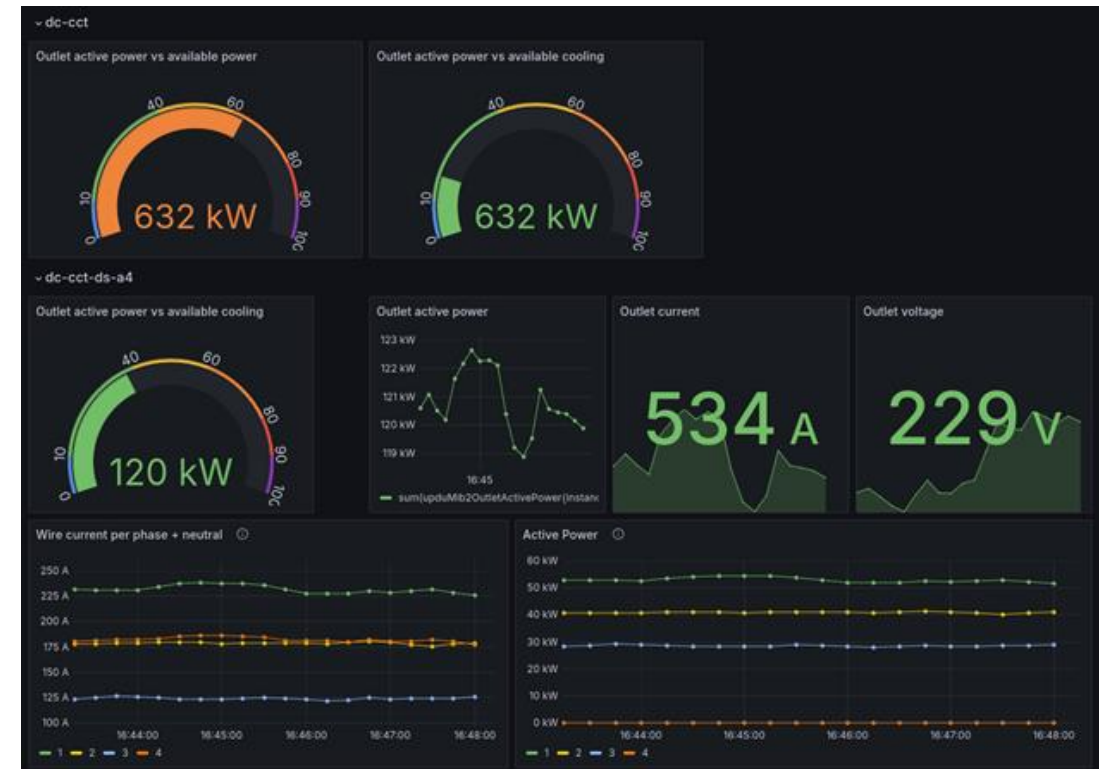 dc-cct
Outlet active power vs available power
0 10 40 60 80 90 100
632 kW
Outlet active power vs available cooling
0 10 40 60 80 90 100
632 kW
dc-cct-ds-a4
Outlet active power vs available cooling
0 10 40 60 80 90 100
120 kW
Outlet active power
123 kW
122 kW
121 kW
120 kW
119 kW
16:45
sum(upduMib2OutletActivePower{instanc
Outlet current
534 A
Outlet voltage
229 V
Wire current per phase + neutral
250 A
225 A
200 A
175 A
150 A
125 A
100 A
16:44:00 16:45:00 16:46:00 16:47:00 16:48:00
1 2 3 4
Active Power
60 kW
50 kW
40 kW
30 kW
20 kW
10 kW
0 kW
16:44:00 16:45:00 16:46:00 16:47:00 16:48:00
1 2 3 4